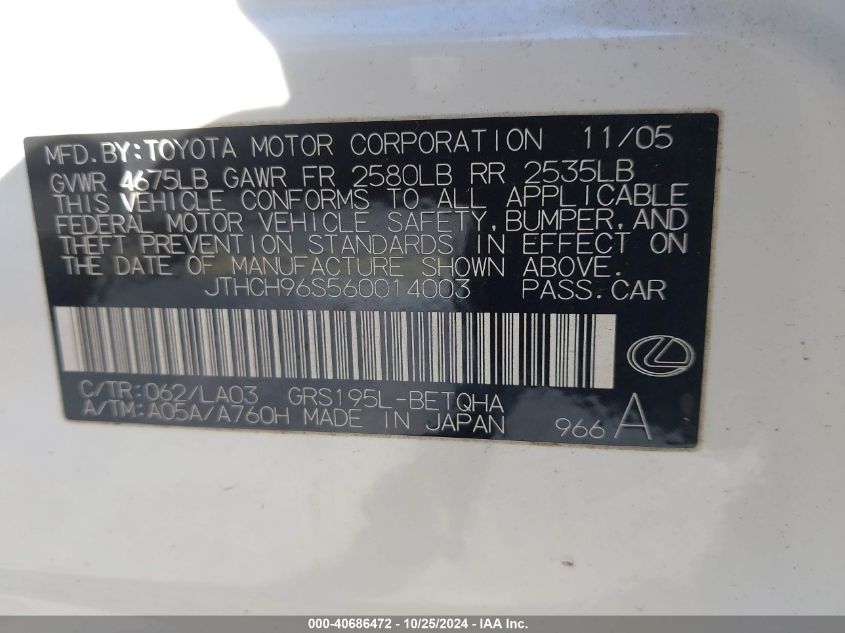 MFD. BY: TOYOTA MOTOR CORPORATION 11/05
GVWR 4675LB GAWR FR 2580LB RR 2535LB
THIS VEHICLE CONFORMS TO ALL APPLICABLE
FEDERAL MOTOR VEHICLE SAFETY, BUMPER, AND
THEFT PREVENTION STANDARDS IN EFFECT ON
THE DATE OF MANUFACTURE SHOWN ABOVE.
JTHCH96S560014003 PASS. CAR
C/TR: 062/LA03 GRS195L-BETQHA
A/TM: A05A/A760H MADE IN JAPAN 966 A
000-40686472 - 10/25/2024 - © IAA Inc.